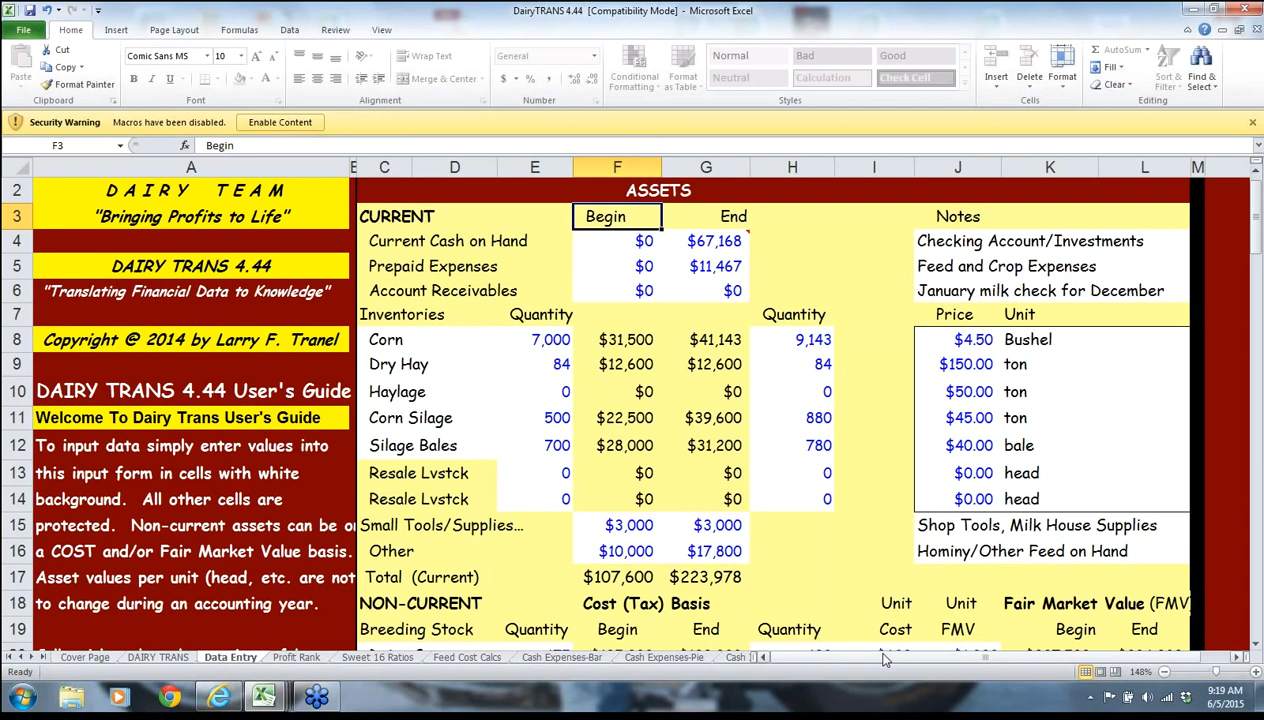 DairyTRANS 4.44 [Compatibility Mode] - Microsoft Excel
File Home Insert Page Layout Formulas Data Review View
Cut
Copy
Format Painter
Paste
Clipboard
Comic Sans MS 10
B I U
Font
Wrap Text
Merge & Center
Alignment
General
$ % ,
Number
Conditional Formatting
Format as Table
Normal Bad Good
Neutral Calculation Check Cell
Styles
Insert Delete Format
Cells
AutoSum
Fill
Clear
Sort & Filter
Find & Select
Editing
Security Warning Macros have been disabled. Enable Content
F3 fx Begin
A C D E F G H I J K L M
2 D A I R Y T E A M ASSETS
3 "Bringing Profits to Life" CURRENT Begin End Notes
4 Current Cash on Hand $0 $67,168 Checking Account/Investments
5 DAIRY TRANS 4.44 Prepaid Expenses $0 $11,467 Feed and Crop Expenses
6 "Translating Financial Data to Knowledge" Account Receivables $0 $0 January milk check for December
7 Inventories Quantity Quantity Price Unit
8 Copyright @ 2014 by Larry F. Tranel Corn 7,000 $31,500 $41,143 9,143 $4.50 Bushel
9 Dry Hay 84 $12,600 $12,600 84 $150.00 ton
10 DAIRY TRANS 4.44 User's Guide Haylage 0 $0 $0 0 $50.00 ton
11 Welcome To Dairy Trans User's Guide Corn Silage 500 $22,500 $39,600 880 $45.00 ton
12 To input data simply enter values into Silage Bales 700 $28,000 $31,200 780 $40.00 bale
13 this input form in cells with white Resale Lvstck 0 $0 $0 0 $0.00 head
14 background. All other cells are Resale Lvstck 0 $0 $0 0 $0.00 head
15 protected. Non-current assets can be on Small Tools/Supplies... $3,000 $3,000 Shop Tools, Milk House Supplies
16 a COST and/or Fair Market Value basis. Other $10,000 $17,800 Hominy/Other Feed on Hand
17 Asset values per unit (head, etc. are not Total (Current) $107,600 $223,978
18 to change during an accounting year. NON-CURRENT Cost (Tax) Basis Unit Unit Fair Market Value (FMV)
19 Breeding Stock Quantity Begin End Quantity Cost FMV Begin End
Cover Page DAIRY TRANS Data Entry Profit Rank Sweet 16 Ratios Feed Cost Calcs Cash Expenses-Bar Cash Expenses-Pie Cash
Ready 148%
9:19 AM
6/5/2015